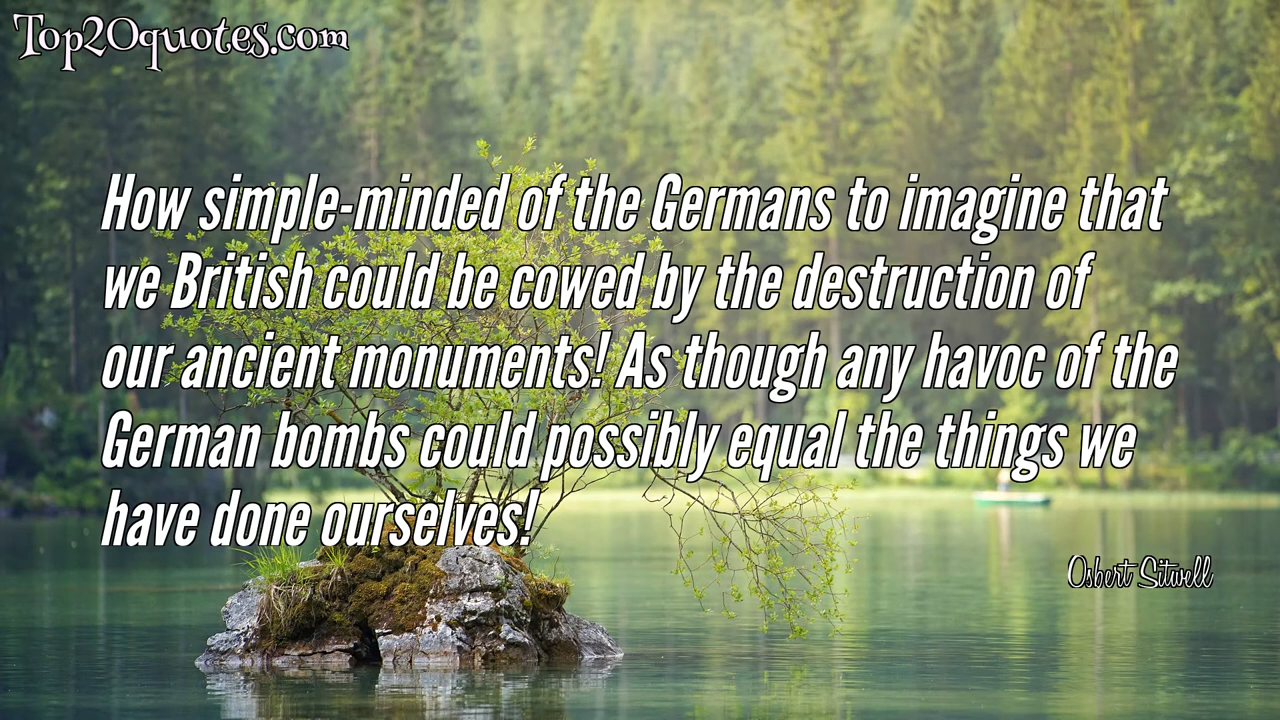 Top20quotes.com
How simple-minded of the Germans to imagine that
we British could be cowed by the destruction of
our ancient monuments! As though any havoc of the
German bombs could possibly equal the things we
have done ourselves!
Osbert Sitwell